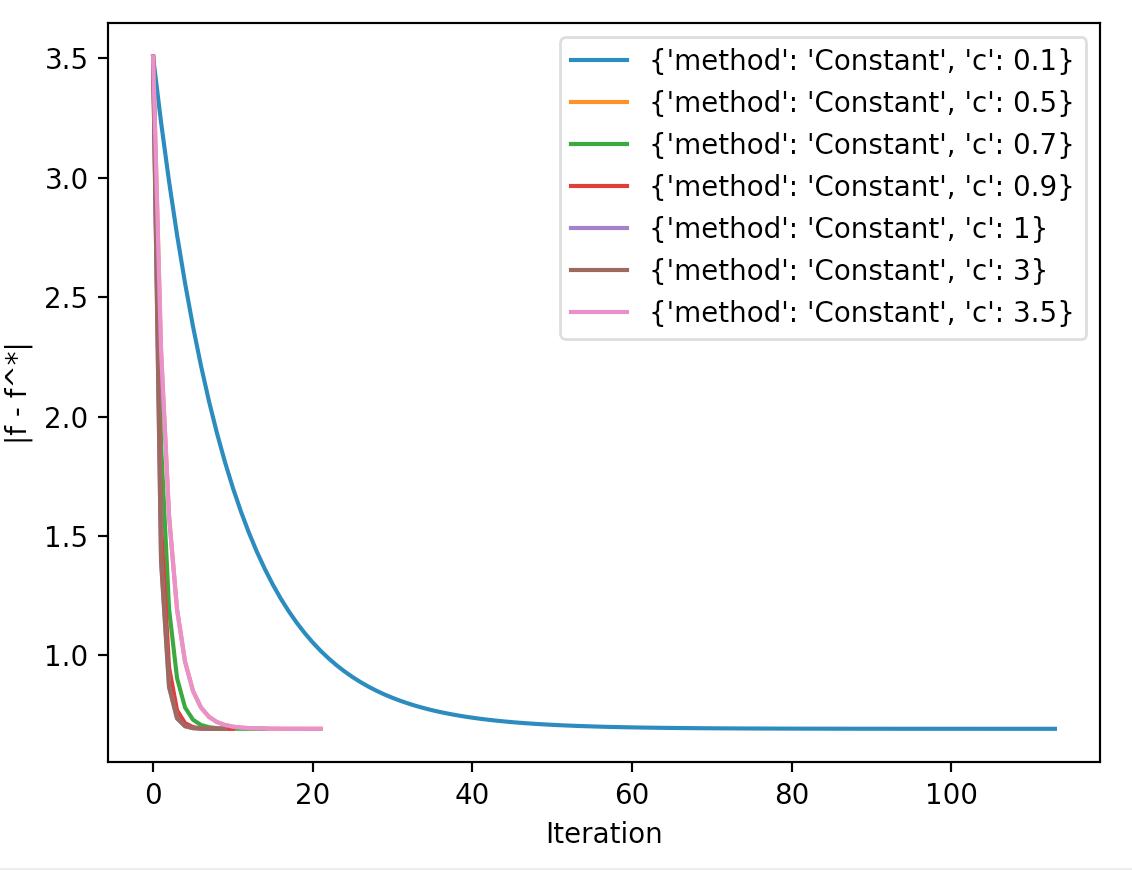 3.5
3.0
2.5
2.0
1.5
1.0
|f - f^*|
0
20
40
60
80
100
Iteration
{'method': 'Constant', 'c': 0.1}
{'method': 'Constant', 'c': 0.5}
{'method': 'Constant', 'c': 0.7}
{'method': 'Constant', 'c': 0.9}
{'method': 'Constant', 'c': 1}
{'method': 'Constant', 'c': 3}
{'method': 'Constant', 'c': 3.5}